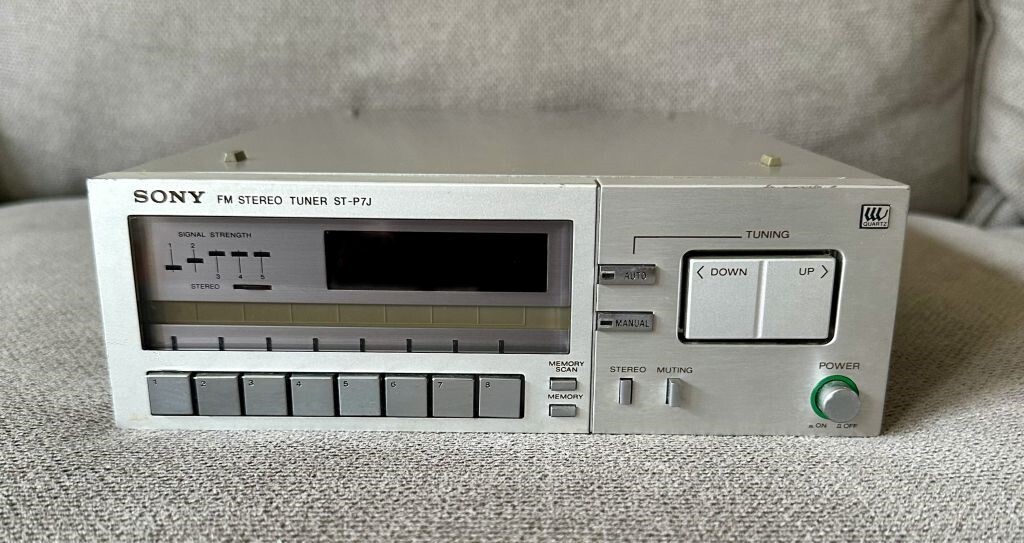 SONY FM STEREO TUNER ST-P7J
QUARTZ
SIGNAL STRENGTH
1 2
3 4 5
STEREO
TUNING
AUTO
DOWN UP
MANUAL
MEMORY
SCAN
MEMORY
1 2 3 4 5 6 7 8
STEREO MUTING
POWER
ON OFF